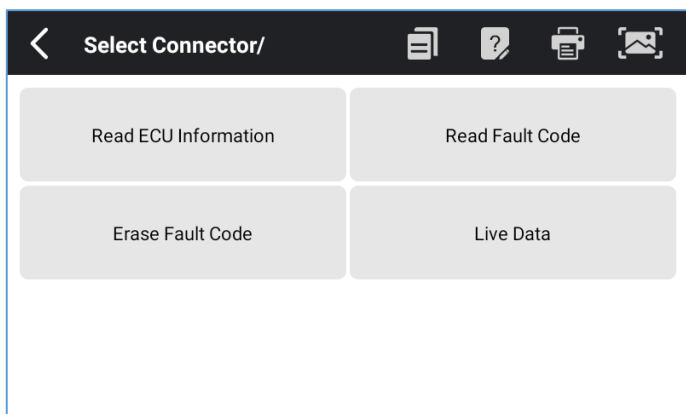 Select Connector/
Read ECU Information
Read Fault Code
Erase Fault Code
Live Data